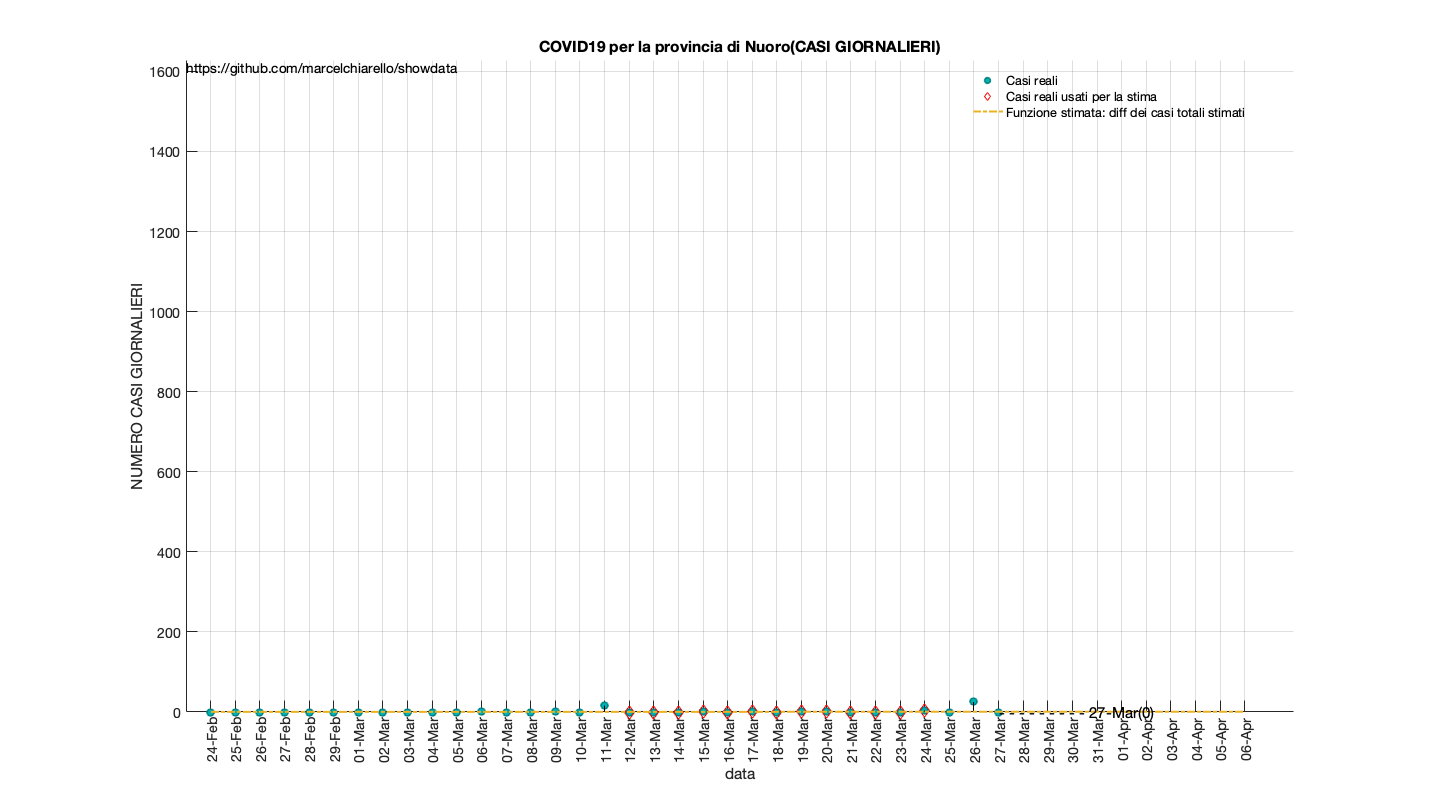 COVID19 per la provincia di Nuoro(CASI GIORNALIERI)
https://github.com/marcelchiarello/showdata
Casi reali
Casi reali usati per la stima
Funzione stimata: diff dei casi totali stimati
NUMERO CASI GIORNALIERI
1600
1400
1200
1000
800
600
400
200
0
27-Mar(0)
24-Feb
25-Feb
26-Feb
27-Feb
28-Feb
29-Feb
01-Mar
02-Mar
03-Mar
04-Mar
05-Mar
06-Mar
07-Mar
08-Mar
09-Mar
10-Mar
11-Mar
12-Mar
13-Mar
14-Mar
15-Mar
16-Mar
17-Mar
18-Mar
19-Mar
20-Mar
21-Mar
22-Mar
23-Mar
24-Mar
25-Mar
26-Mar
27-Mar
28-Mar
29-Mar
30-Mar
31-Mar
01-Apr
02-Apr
03-Apr
04-Apr
05-Apr
06-Apr
data